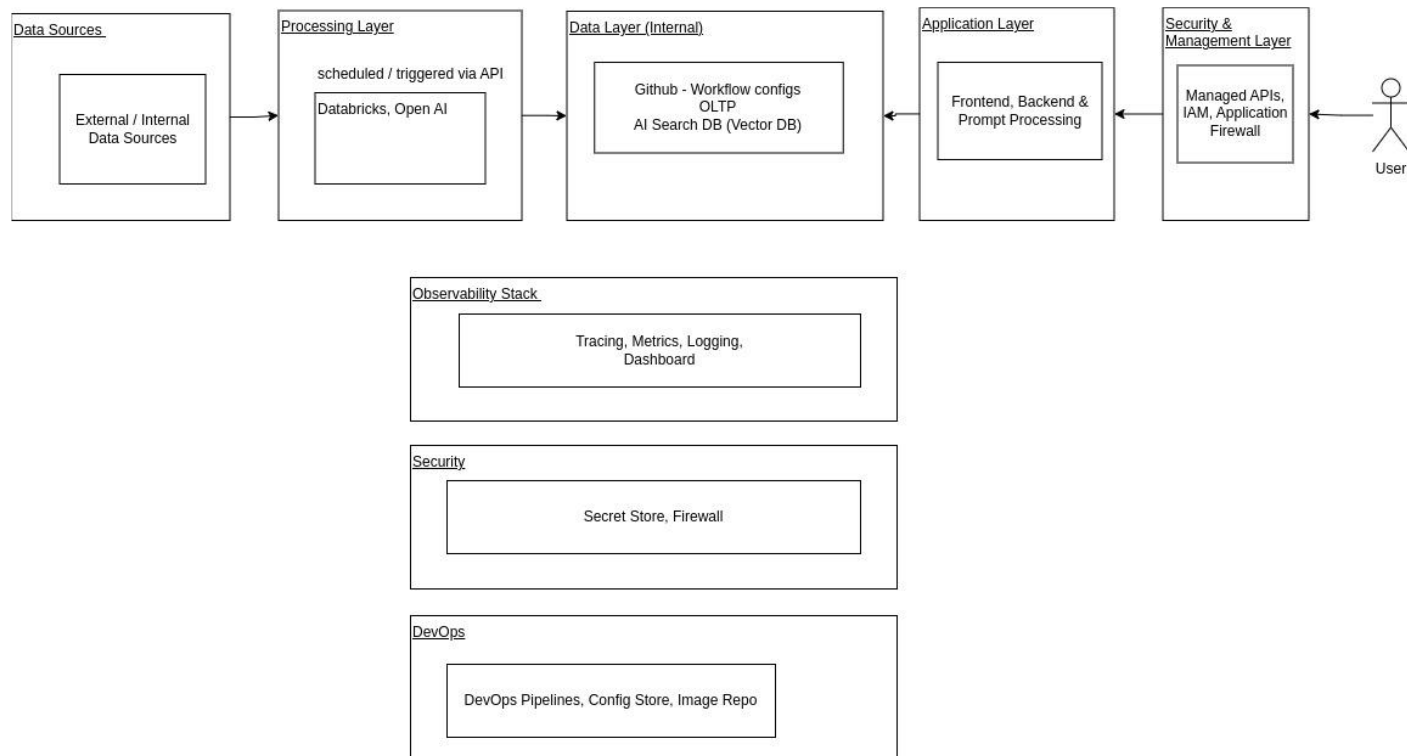 Data Sources
External / Internal
Data Sources
Processing Layer
scheduled / triggered via API
Databricks, Open AI
Data Layer (Internal)
Github - Workflow configs
OLTP
AI Search DB (Vector DB)
Application Layer
Frontend, Backend &
Prompt Processing
Security &
Management Layer
Managed APIs,
IAM, Application
Firewall
User
Observability Stack
Tracing, Metrics, Logging,
Dashboard
Security
Secret Store, Firewall
DevOps
DevOps Pipelines, Config Store, Image Repo